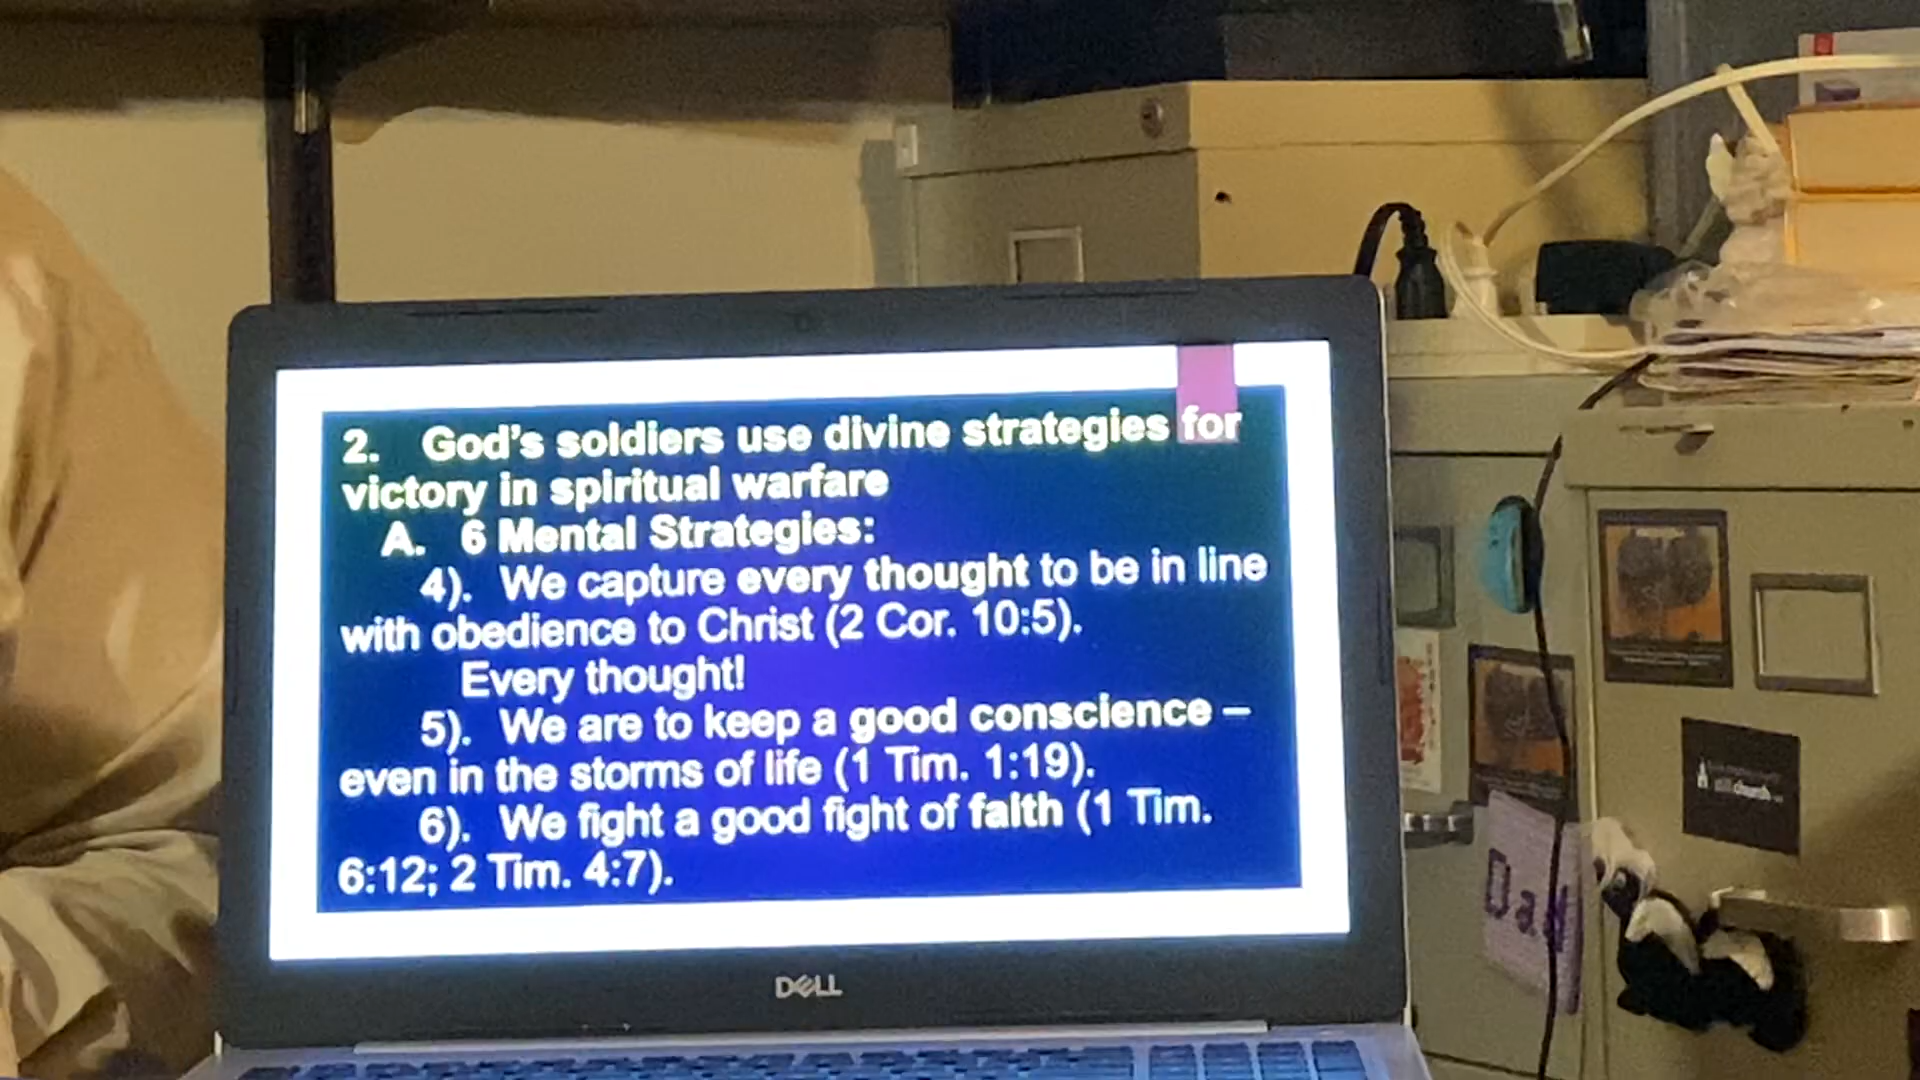 2. God's soldiers use divine strategies for
victory in spiritual warfare
A. 6 Mental Strategies:
4). We capture every thought to be in line
with obedience to Christ (2 Cor. 10:5).
Every thought!
5). We are to keep a good conscience –
even in the storms of life (1 Tim. 1:19).
6). We fight a good fight of faith (1 Tim.
6:12; 2 Tim. 4:7).
DELL
Dad